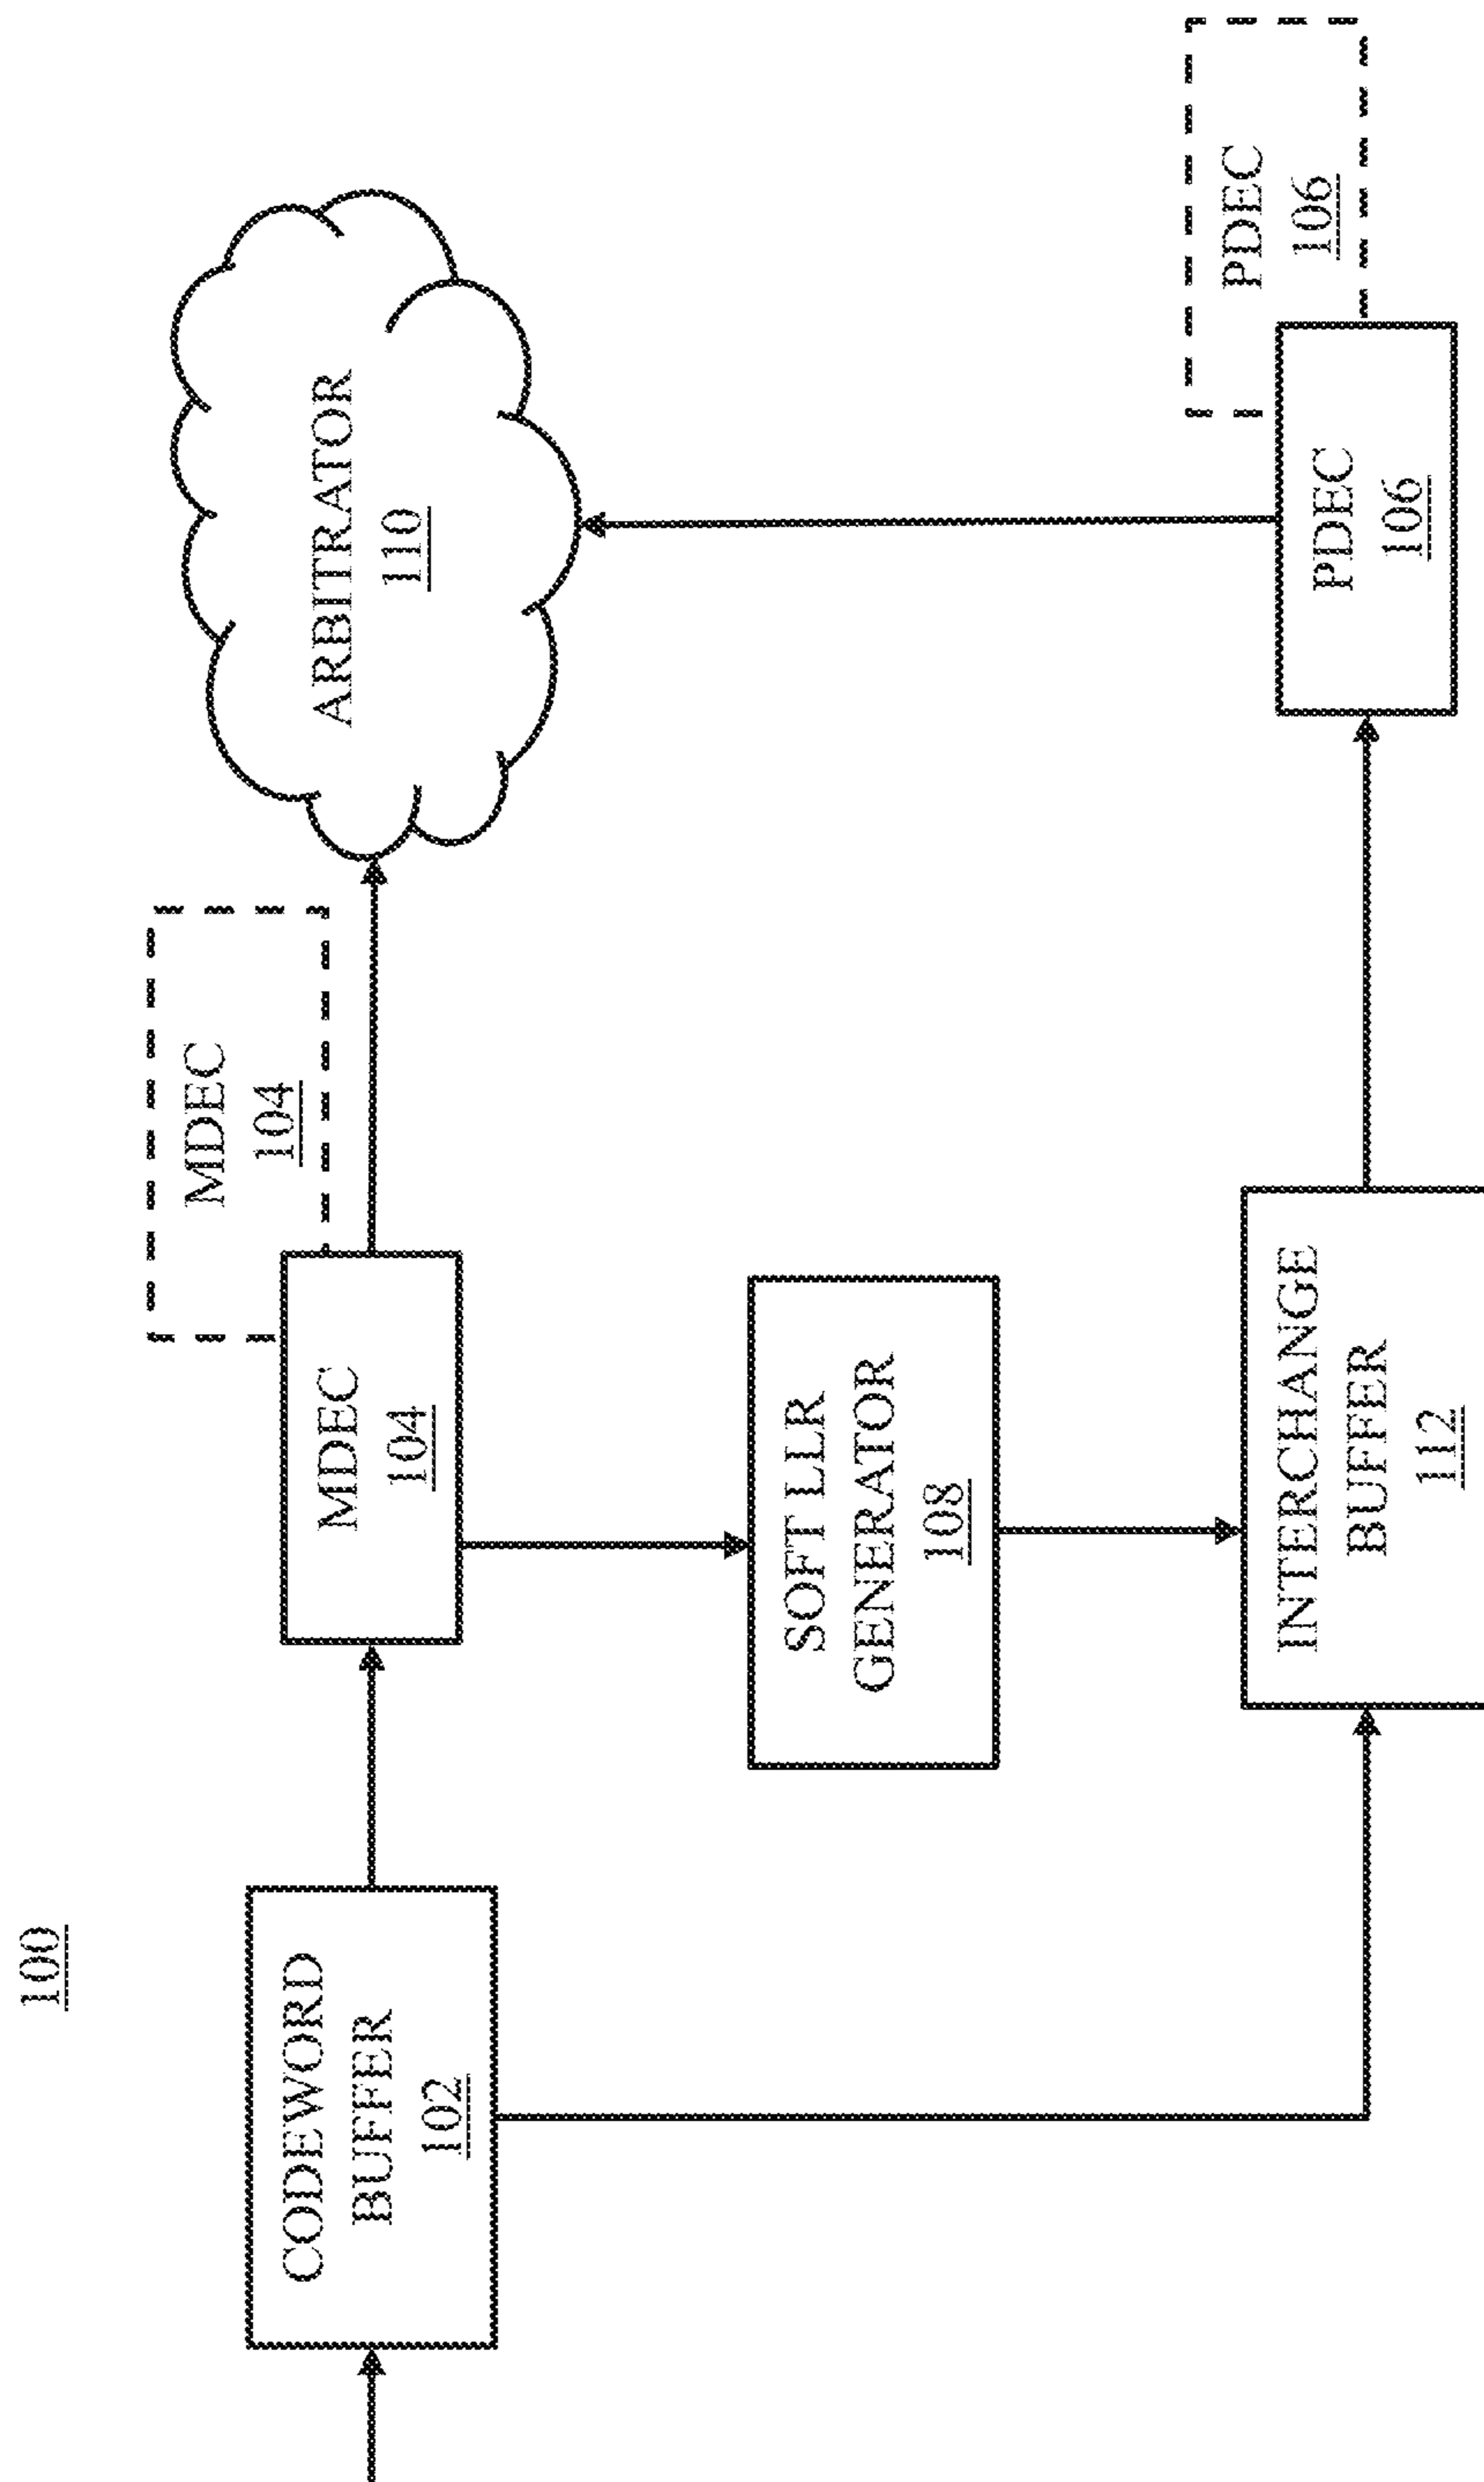 100
CODEWORD
BUFFER
102
MDEC
104
MDEC
104
ARBITRATOR
110
SOFT LLR
GENERATOR
108
INTERCHANGE
BUFFER
112
PDEC
106
PDEC
106